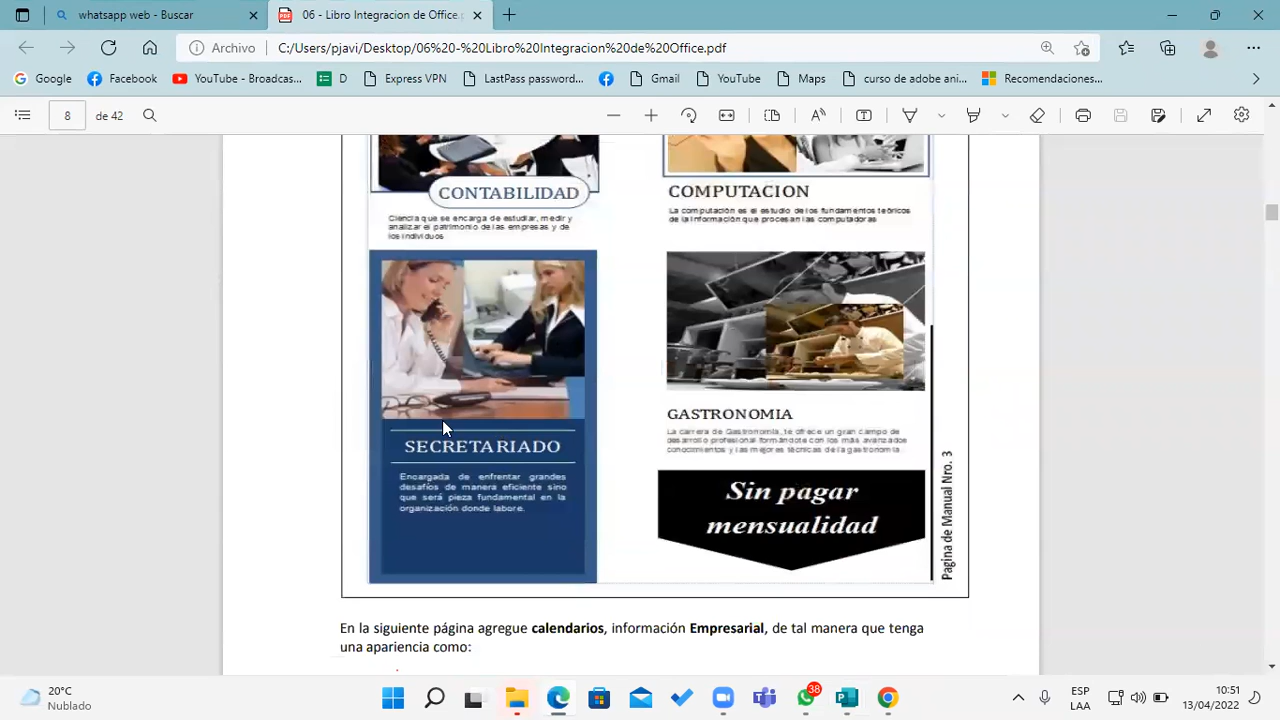 whatsapp web - Buscar
06 - Libro Integracion de Office.p
Archivo
C:/Users/pjavi/Desktop/06%20-%20Libro%20Integracion%20de%20Office.pdf
Google
Facebook
YouTube - Broadcas...
D
Express VPN
LastPass password...
Gmail
YouTube
Maps
curso de adobe ani...
Recomendaciones...
8
de 42
CONTABILIDAD
Ciencia que se encarga de estudiar, medir y
analizar el patrimonio de las empresas y de
los individuos
COMPUTACION
La computación es el estudio de los fundamentos teóricos
de la información que procesan las computadoras
SECRETARIADO
Encargada de enfrentar grandes
desafíos de manera eficiente sino
que será pieza fundamental en la
organización donde labore.
GASTRONOMIA
La carrera de Gastronomía, té ofrece un gran campo de
desarrollo profesional formándote con los más avanzados
conocimientos y las mejores técnicas de la gastronomía
Sin pagar
mensualidad
Pagina de Manual Nro. 3
En la siguiente página agregue calendarios, información Empresarial, de tal manera que tenga
una apariencia como:
20°C
Nublado
38
ESP
LAA
10:51
13/04/2022